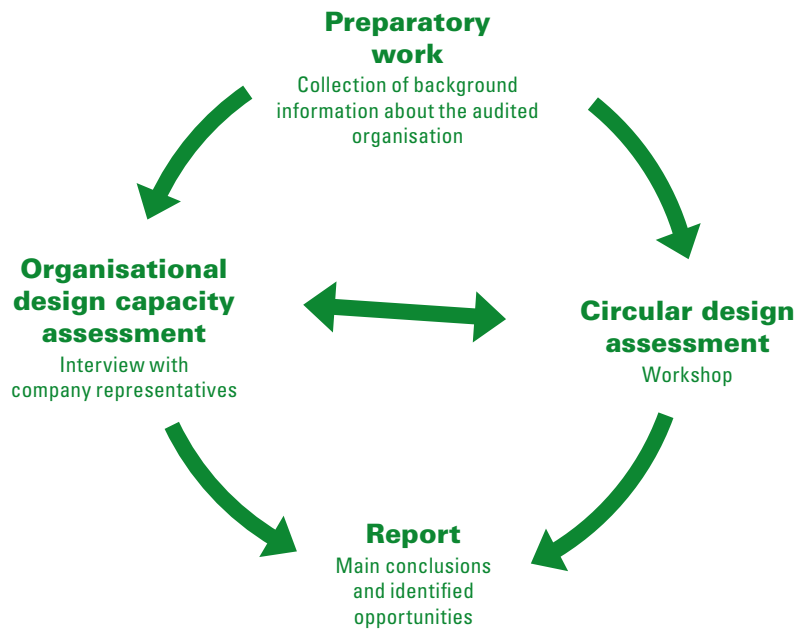 Preparatory
work
Collection of background
information about the audited
organisation
Organisational
design capacity
assessment
Interview with
company representatives
Circular design
assessment
Workshop
Report
Main conclusions
and identified
opportunities